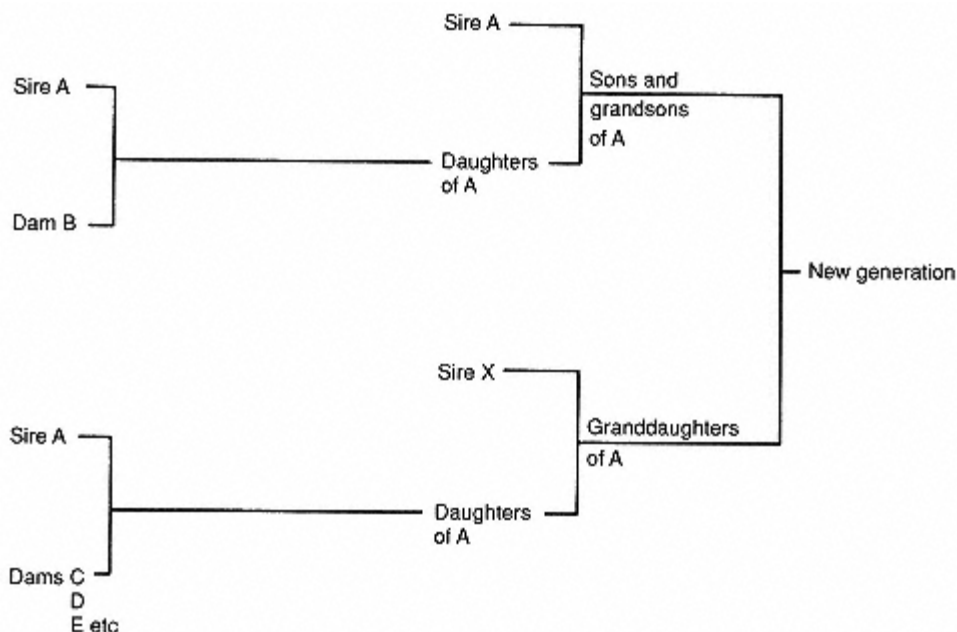 Sire A
Sire A
Sons and
grandsons
of A
Daughters
of A
Dam B
New generation
Sire X
Sire A
Granddaughters
of A
Daughters
of A
Dams C
D
E etc